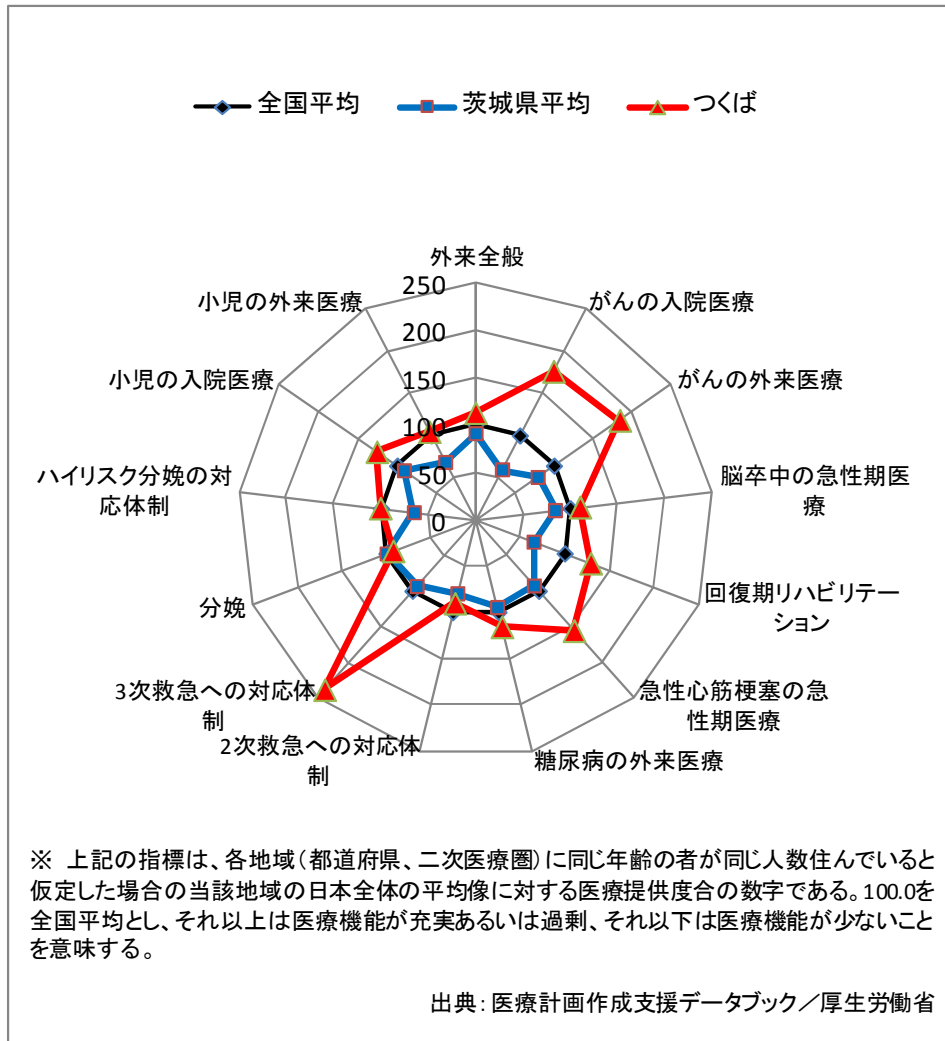 全国平均 茨城県平均 つくば
外来全般
がんの入院医療
がんの外来医療
脳卒中の急性期医
療
回復期リハビリテー
ション
急性心筋梗塞の急
性期医療
糖尿病の外来医療
2次救急への対応体
制
3次救急への対応体
制
分娩
ハイリスク分娩の対
応体制
小児の入院医療
小児の外来医療
250
200
150
100
50
0
※ 上記の指標は、各地域(都道府県、二次医療圏)に同じ年齢の者が同じ人数住んでいると
仮定した場合の当該地域の日本全体の平均像に対する医療提供度合の数字である。100.0を
全国平均とし、それ以上は医療機能が充実あるいは過剰、それ以下は医療機能が少ないこと
を意味する。
出典:医療計画作成支援データブック/厚生労働省